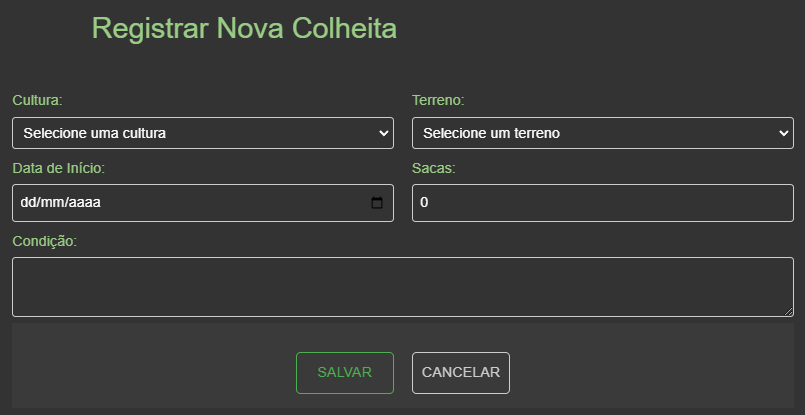 Registrar Nova Colheita
Cultura: Terreno:
Selecione uma cultura Selecione um terreno
Data de Início: Sacas:
dd/mm/aaaa 0
Condição:
SALVAR CANCELAR